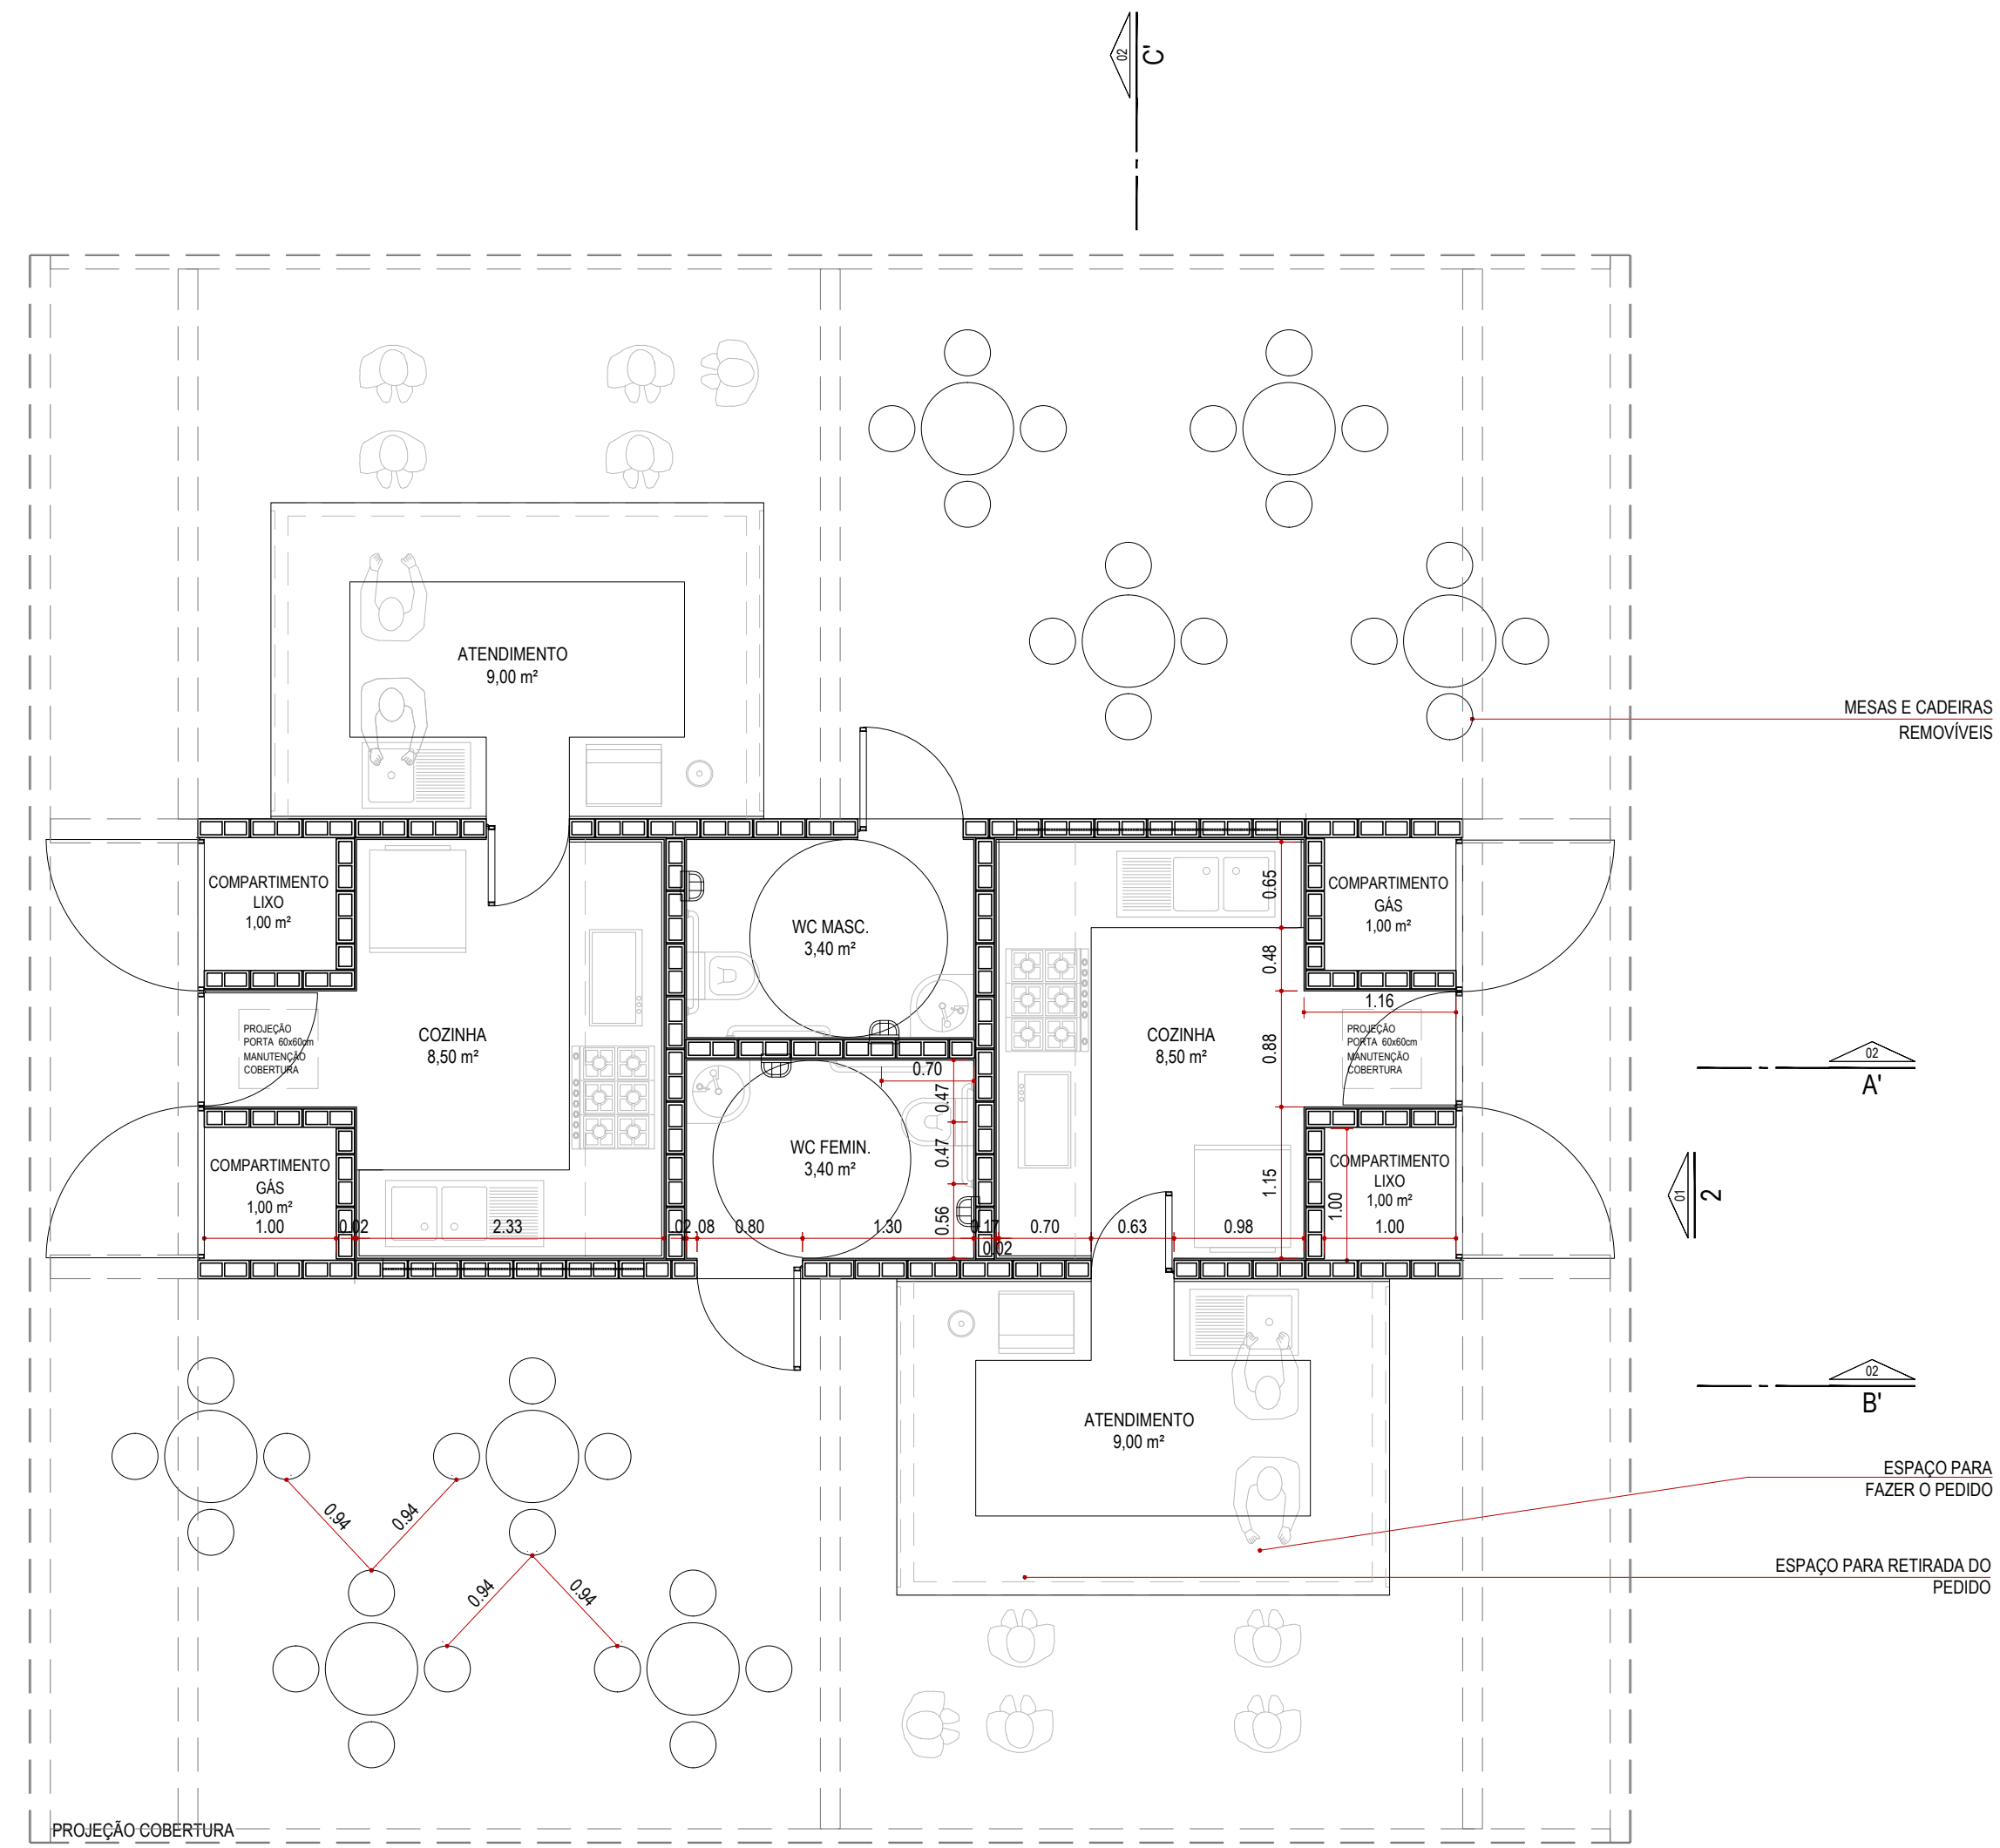 02
C'
ATENDIMENTO
9,00 m²
MESAS E CADEIRAS
REMOVÍVEIS
COMPARTIMENTO
LIXO
1,00 m²
WC MASC.
3,40 m²
0.65
COMPARTIMENTO
GÁS
1,00 m²
0.48
1.16
PROJEÇÃO
PORTA 60x60cm
MANUTENÇÃO
COBERTURA
COZINHA
8,50 m²
COZINHA
8,50 m²
0.88
PROJEÇÃO
PORTA 60x60cm
MANUTENÇÃO
COBERTURA
02
A'
0.70
0.47
WC FEMIN.
3,40 m²
0.47
0.56
COMPARTIMENTO
GÁS
1,00 m²
1.15
COMPARTIMENTO
LIXO
1,00 m²
1.00
01
2
1.00
0.02
2.33
02
.08
0.80
1.30
0.17
0.02
0.70
0.63
0.98
1.00
02
B'
ATENDIMENTO
9,00 m²
ESPAÇO PARA
FAZER O PEDIDO
0.94
0.94
0.94
0.94
ESPAÇO PARA RETIRADA DO
PEDIDO
PROJEÇÃO COBERTURA